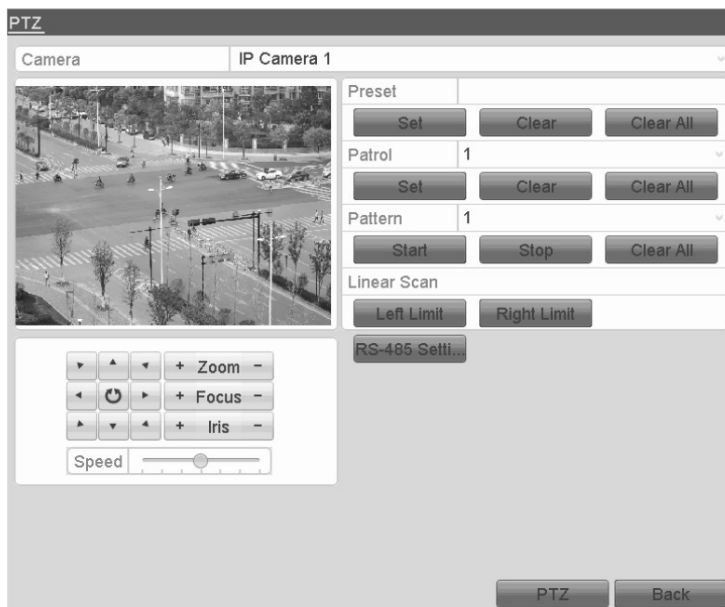 PTZ
Camera IP Camera 1
Preset
Set Clear Clear All
Patrol 1
Set Clear Clear All
Pattern 1
Start Stop Clear All
Linear Scan
Left Limit Right Limit
RS-485 Setti...
+ Zoom -
+ Focus -
+ Iris -
Speed
PTZ Back